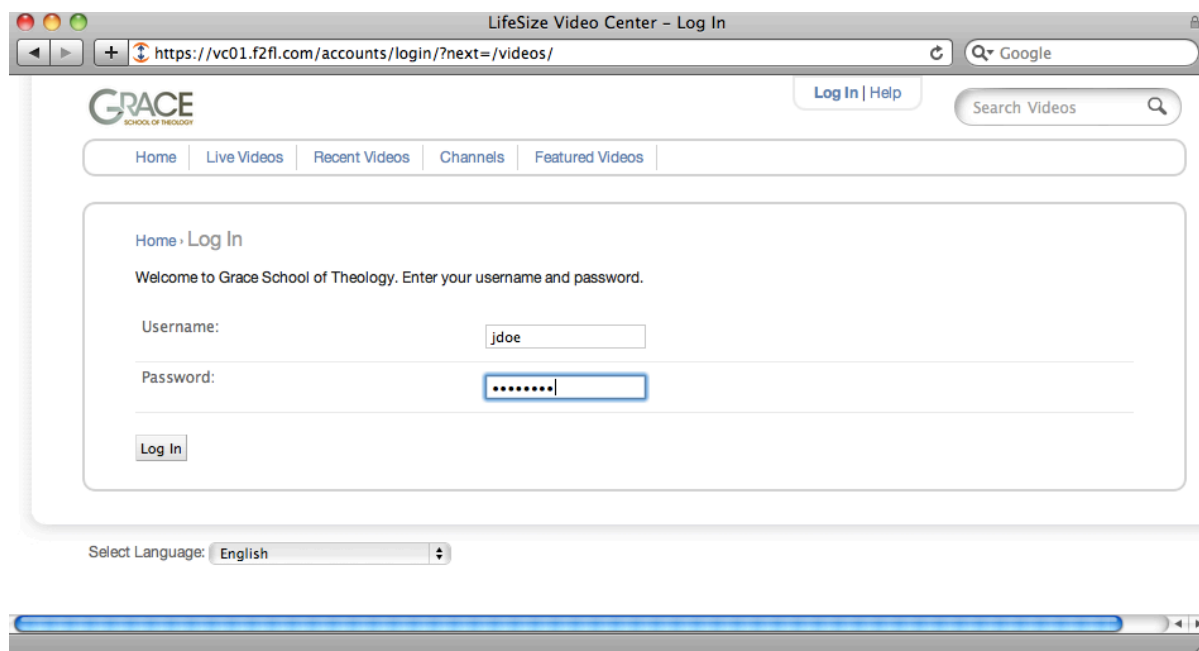 LifeSize Video Center – Log In
https://vc01.f2fl.com/accounts/login/?next=/videos/
Google
GRACE
SCHOOL OF THEOLOGY
Log In | Help
Search Videos
Home
Live Videos
Recent Videos
Channels
Featured Videos
Home › Log In
Welcome to Grace School of Theology. Enter your username and password.
Username:
jdoe
Password:
••••••••
Log In
Select Language:
English